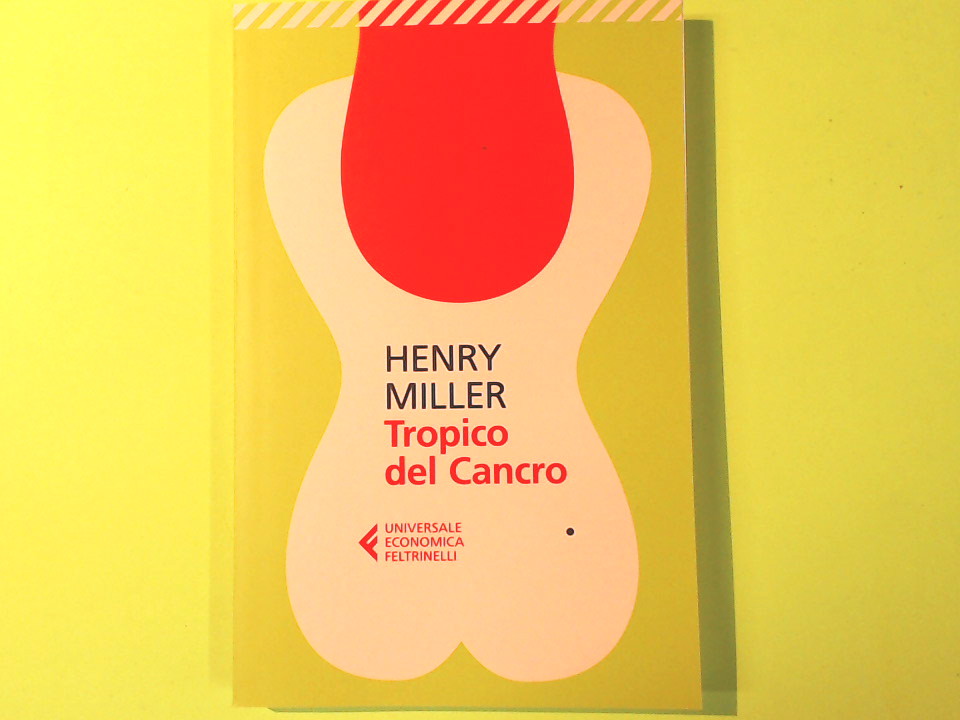 HENRY
MILLER
Tropico
del Cancro
UNIVERSALE
ECONOMICA
FELTRINELLI